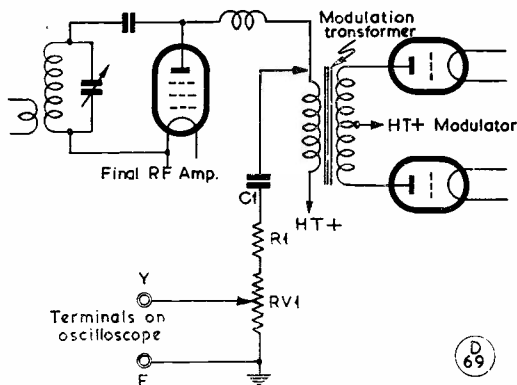 Modulation
transformer
HT+ Modulator
Final RF Amp.
C1
HT+
R1
Y
RV1
Terminals on
oscilloscope
E
D
69